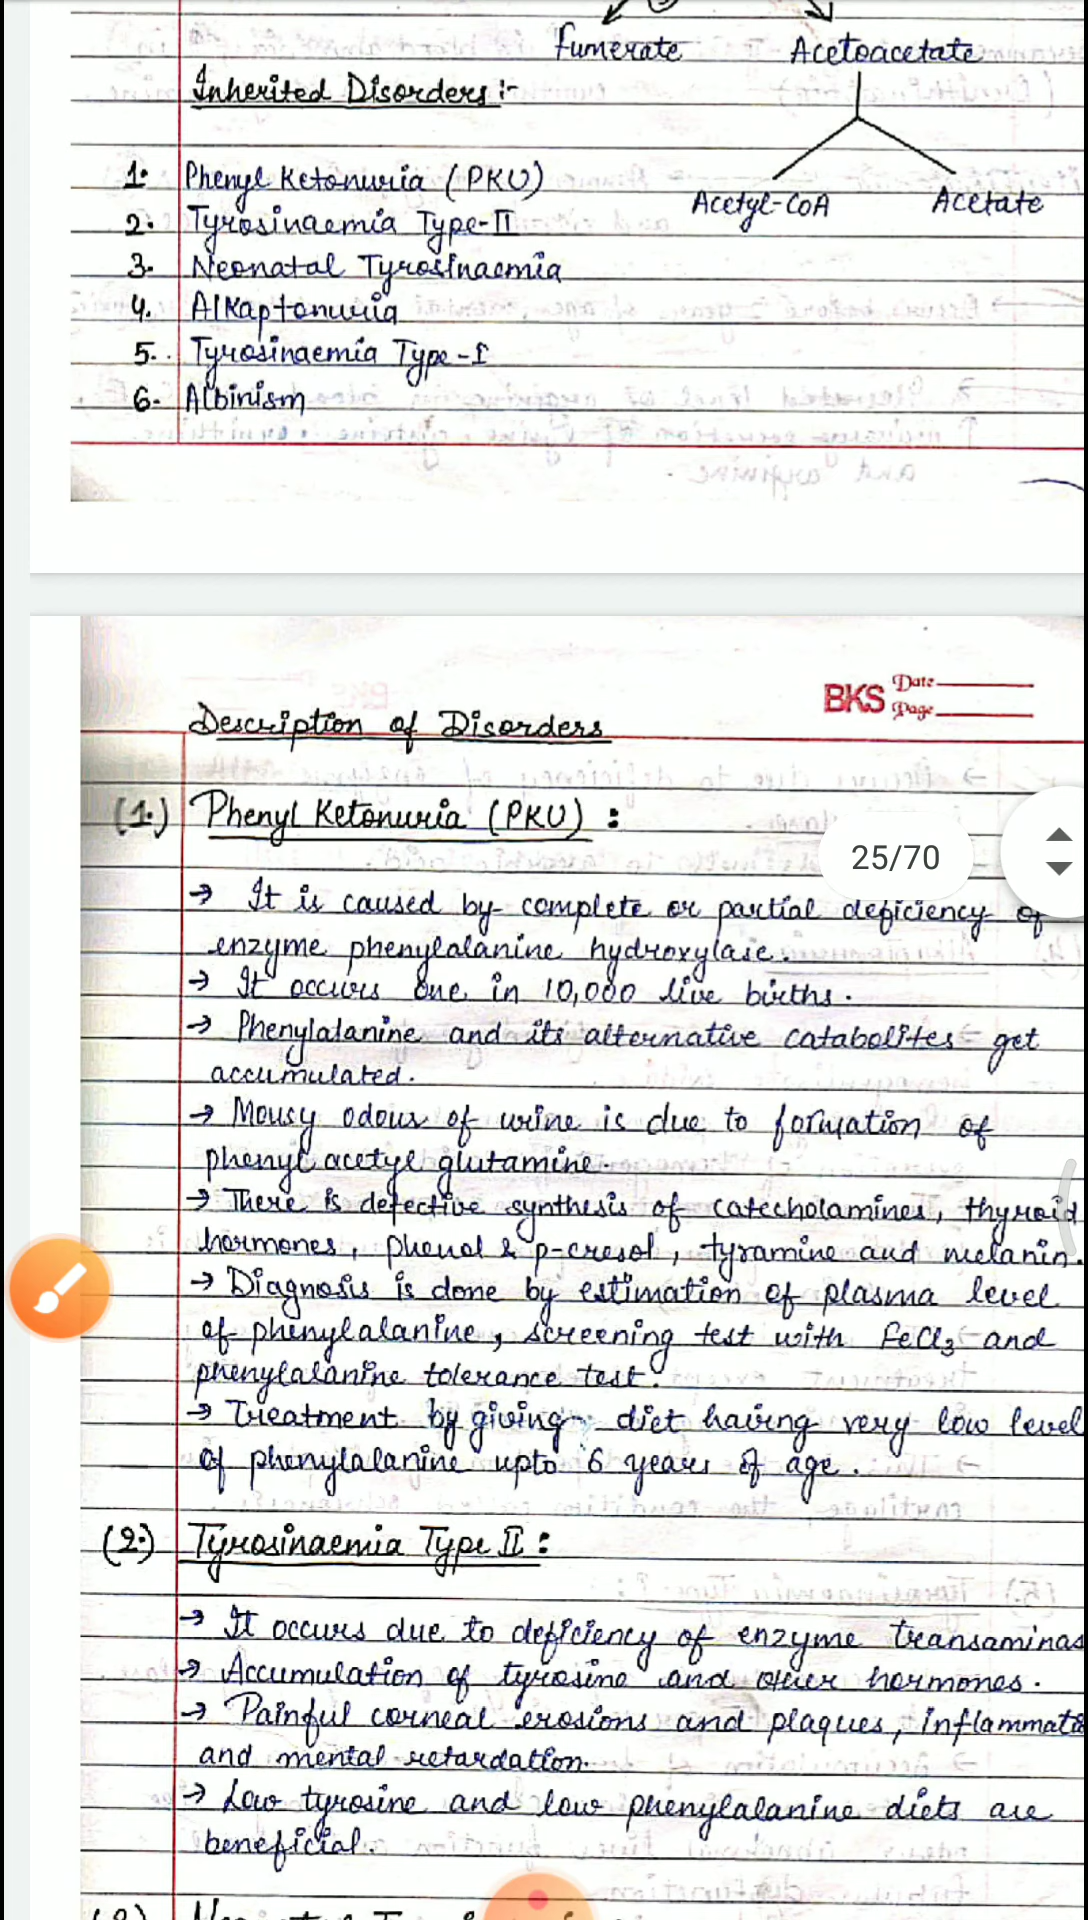 Fumerate Acetoacetate
Inherited Disorders :-
Acetyl-CoA Acetate
1. Phenyl Ketonuria (PKU)
2. Tyrosinaemia Type-II
3. Neonatal Tyrosinaemia
4. Alkaptonuria
5. Tyrosinaemia Type-I
6. Albinism
BKS Date
Page
Description of Disorders
(1.) Phenyl Ketonuria (PKU) :
25/70
→ It is caused by complete or partial deficiency of
enzyme phenylalanine hydroxylase.
→ It occurs one in 10,000 live births.
→ Phenylalanine and its alternative catabolites get
accumulated.
→ Mousy odour of urine is due to formation of
phenyl acetyl glutamine.
→ There is defective synthesis of catecholamines, thyroid
hormones, phenol & p-cresol, tyramine and melanin.
→ Diagnosis is done by estimation of plasma level
of phenylalanine, screening test with FeCl3 and
phenylalanine tolerance test.
→ Treatment by giving diet having very low level
of phenylalanine upto 6 years of age.
(2.) Tyrosinaemia Type II :
→ It occurs due to deficiency of enzyme transaminas
→ Accumulation of tyrosine and other hormones.
→ Painful corneal erosions and plaques, inflammatio
and mental retardation.
→ Low tyrosine and low phenylalanine diets are
beneficial.